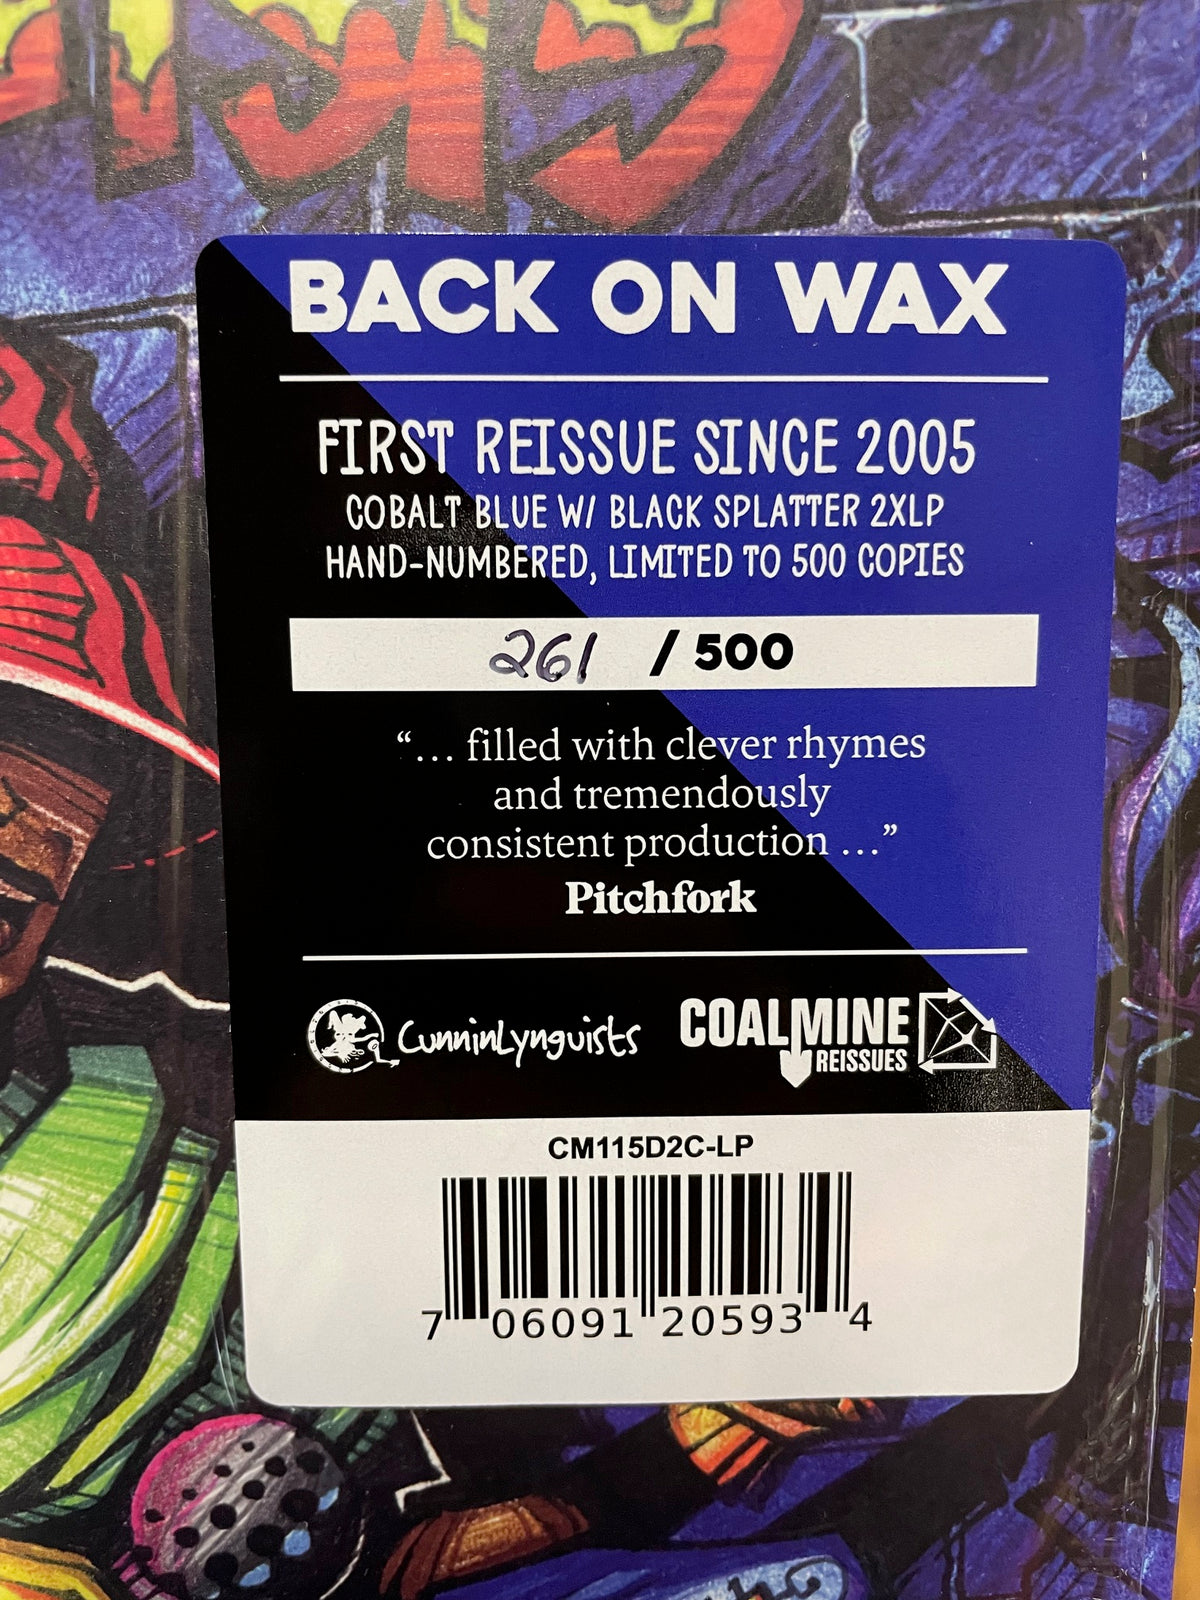 BACK ON WAX
FIRST REISSUE SINCE 2005
COBALT BLUE W/ BLACK SPLATTER 2XLP
HAND-NUMBERED, LIMITED TO 500 COPIES
261 / 500
“... filled with clever rhymes
and tremendously
consistent production ...”
Pitchfork
CunninLynguists
COALMINE
REISSUES
CM115D2C-LP
7 06091 20593 4